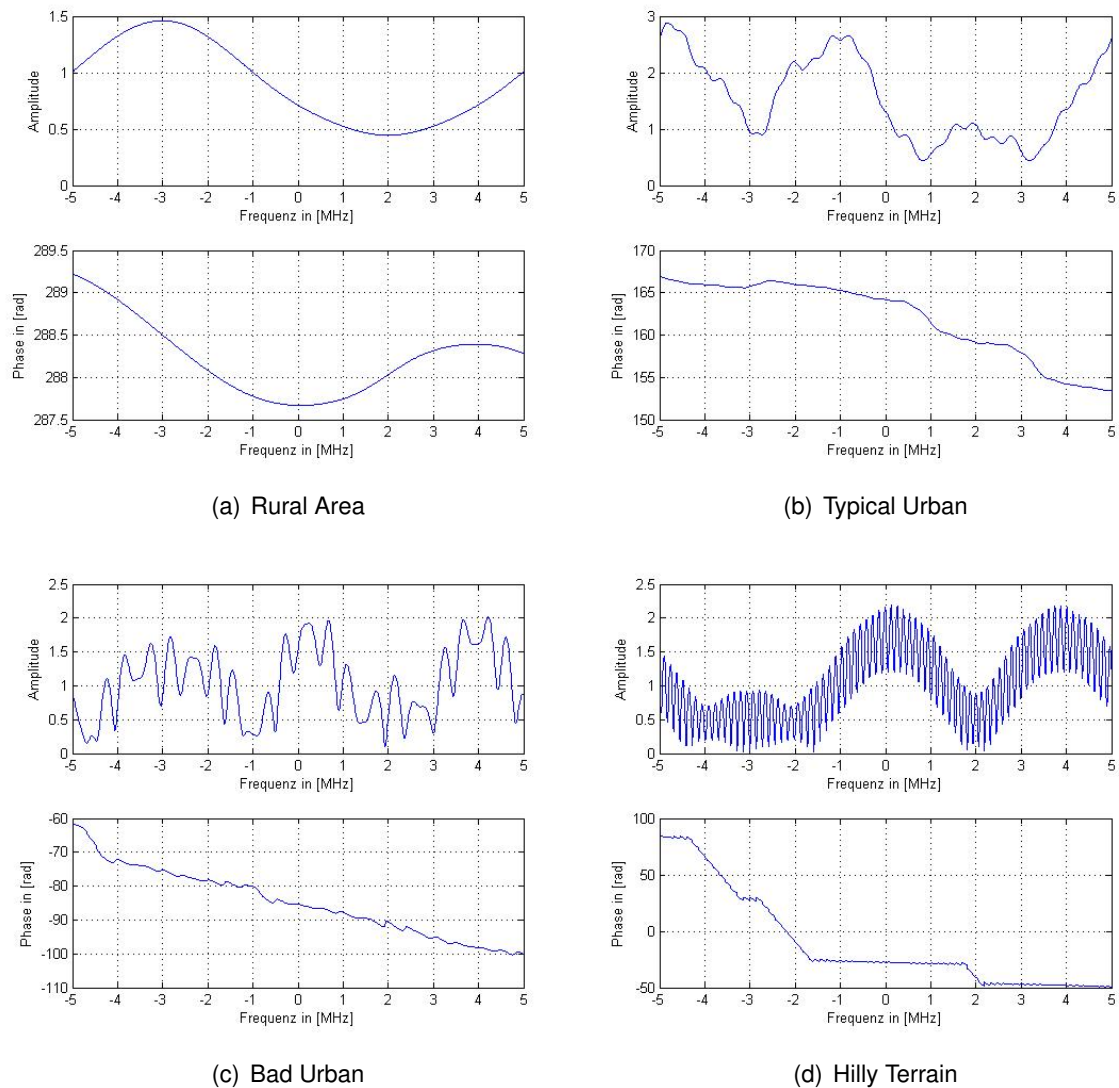 1.5
1
0.5
0
Amplitude
-5 -4 -3 -2 -1 0 1 2 3 4 5
Frequenz in [MHz]
289.5
289
288.5
288
287.5
Phase in [rad]
-5 -4 -3 -2 -1 0 1 2 3 4 5
Frequenz in [MHz]
(a) Rural Area
3
2
1
0
Amplitude
-5 -4 -3 -2 -1 0 1 2 3 4 5
Frequenz in [MHz]
170
165
160
155
150
Phase in [rad]
-5 -4 -3 -2 -1 0 1 2 3 4 5
Frequenz in [MHz]
(b) Typical Urban
2.5
2
1.5
1
0.5
0
Amplitude
-5 -4 -3 -2 -1 0 1 2 3 4 5
Frequenz in [MHz]
-60
-70
-80
-90
-100
-110
Phase in [rad]
-5 -4 -3 -2 -1 0 1 2 3 4 5
Frequenz in [MHz]
(c) Bad Urban
2.5
2
1.5
1
0.5
0
Amplitude
-5 -4 -3 -2 -1 0 1 2 3 4 5
Frequenz in [MHz]
100
50
0
-50
Phase in [rad]
-5 -4 -3 -2 -1 0 1 2 3 4 5
Frequenz in [MHz]
(d) Hilly Terrain